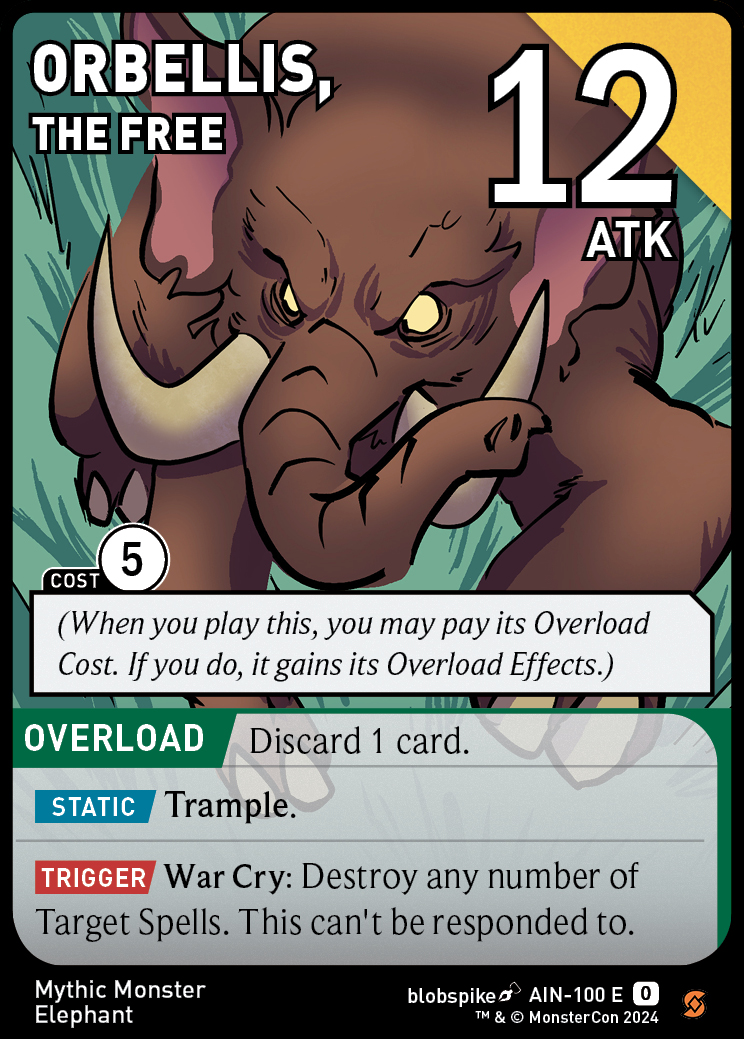 ORBELLIS,
THE FREE
12
ATK
COST 5
(When you play this, you may pay its Overload
Cost. If you do, it gains its Overload Effects.)
OVERLOAD Discard 1 card.
STATIC Trample.
TRIGGER War Cry: Destroy any number of
Target Spells. This can't be responded to.
Mythic Monster
Elephant
blobspike AIN-100 E 0
™ & © MonsterCon 2024